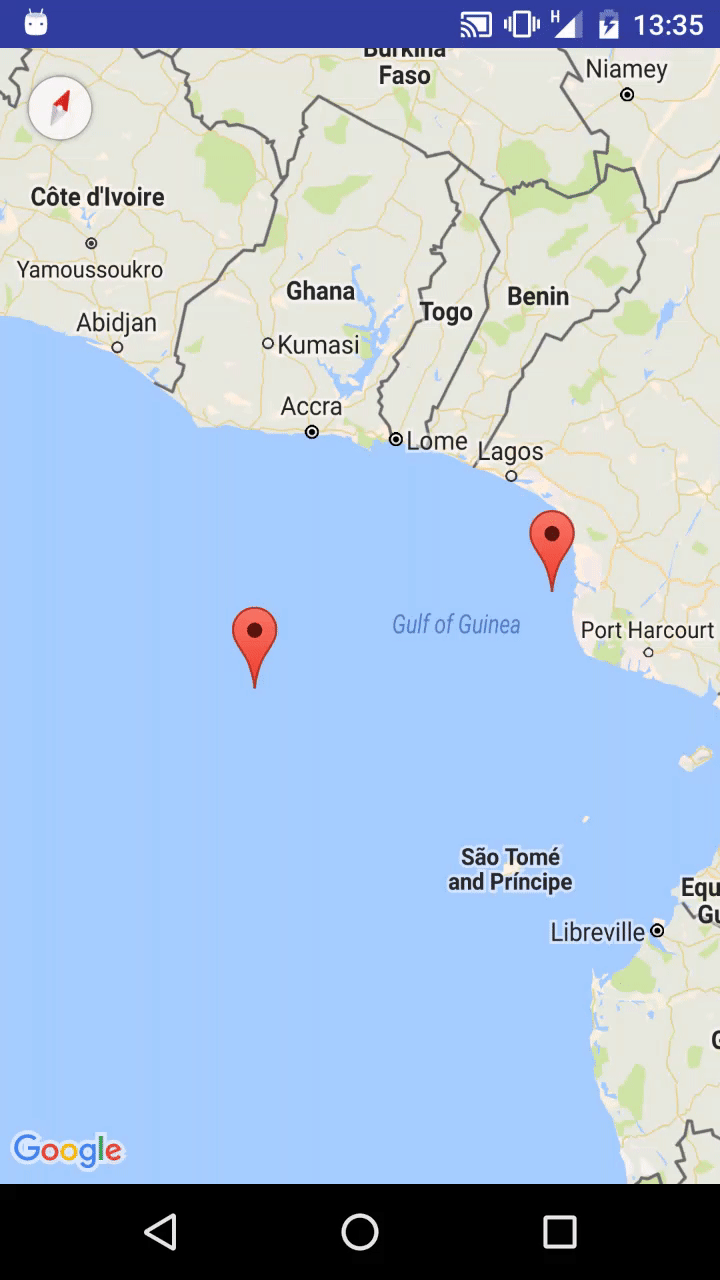 H
13:35
Burkina
Faso
Niamey
Côte d'Ivoire
Yamoussoukro
Ghana
Benin
Togo
Abidjan
Kumasi
Accra
Lome
Lagos
Gulf of Guinea
Port Harcourt
São Tomé
and Príncipe
Equ
Gu
Libreville
G
Google